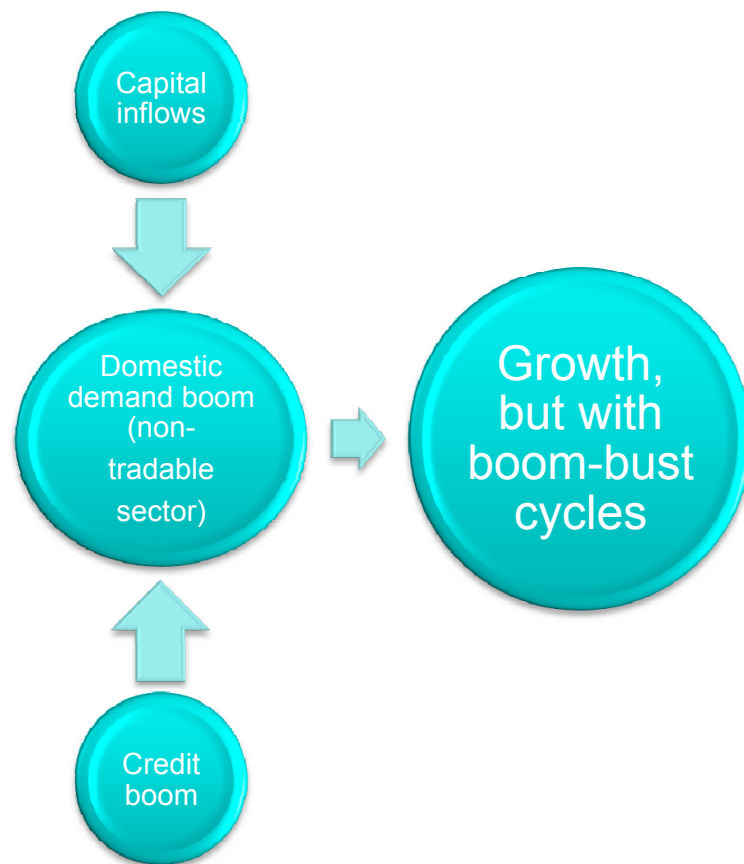 Capital
inflows
Domestic
demand boom
(non-
tradable
sector)
Growth,
but with
boom-bust
cycles
Credit
boom